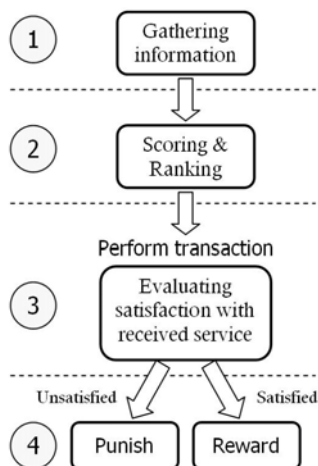 1
Gathering
information
2
Scoring &
Ranking
Perform transaction
3
Evaluating
satisfaction with
received service
Unsatisfied
Satisfied
4
Punish
Reward